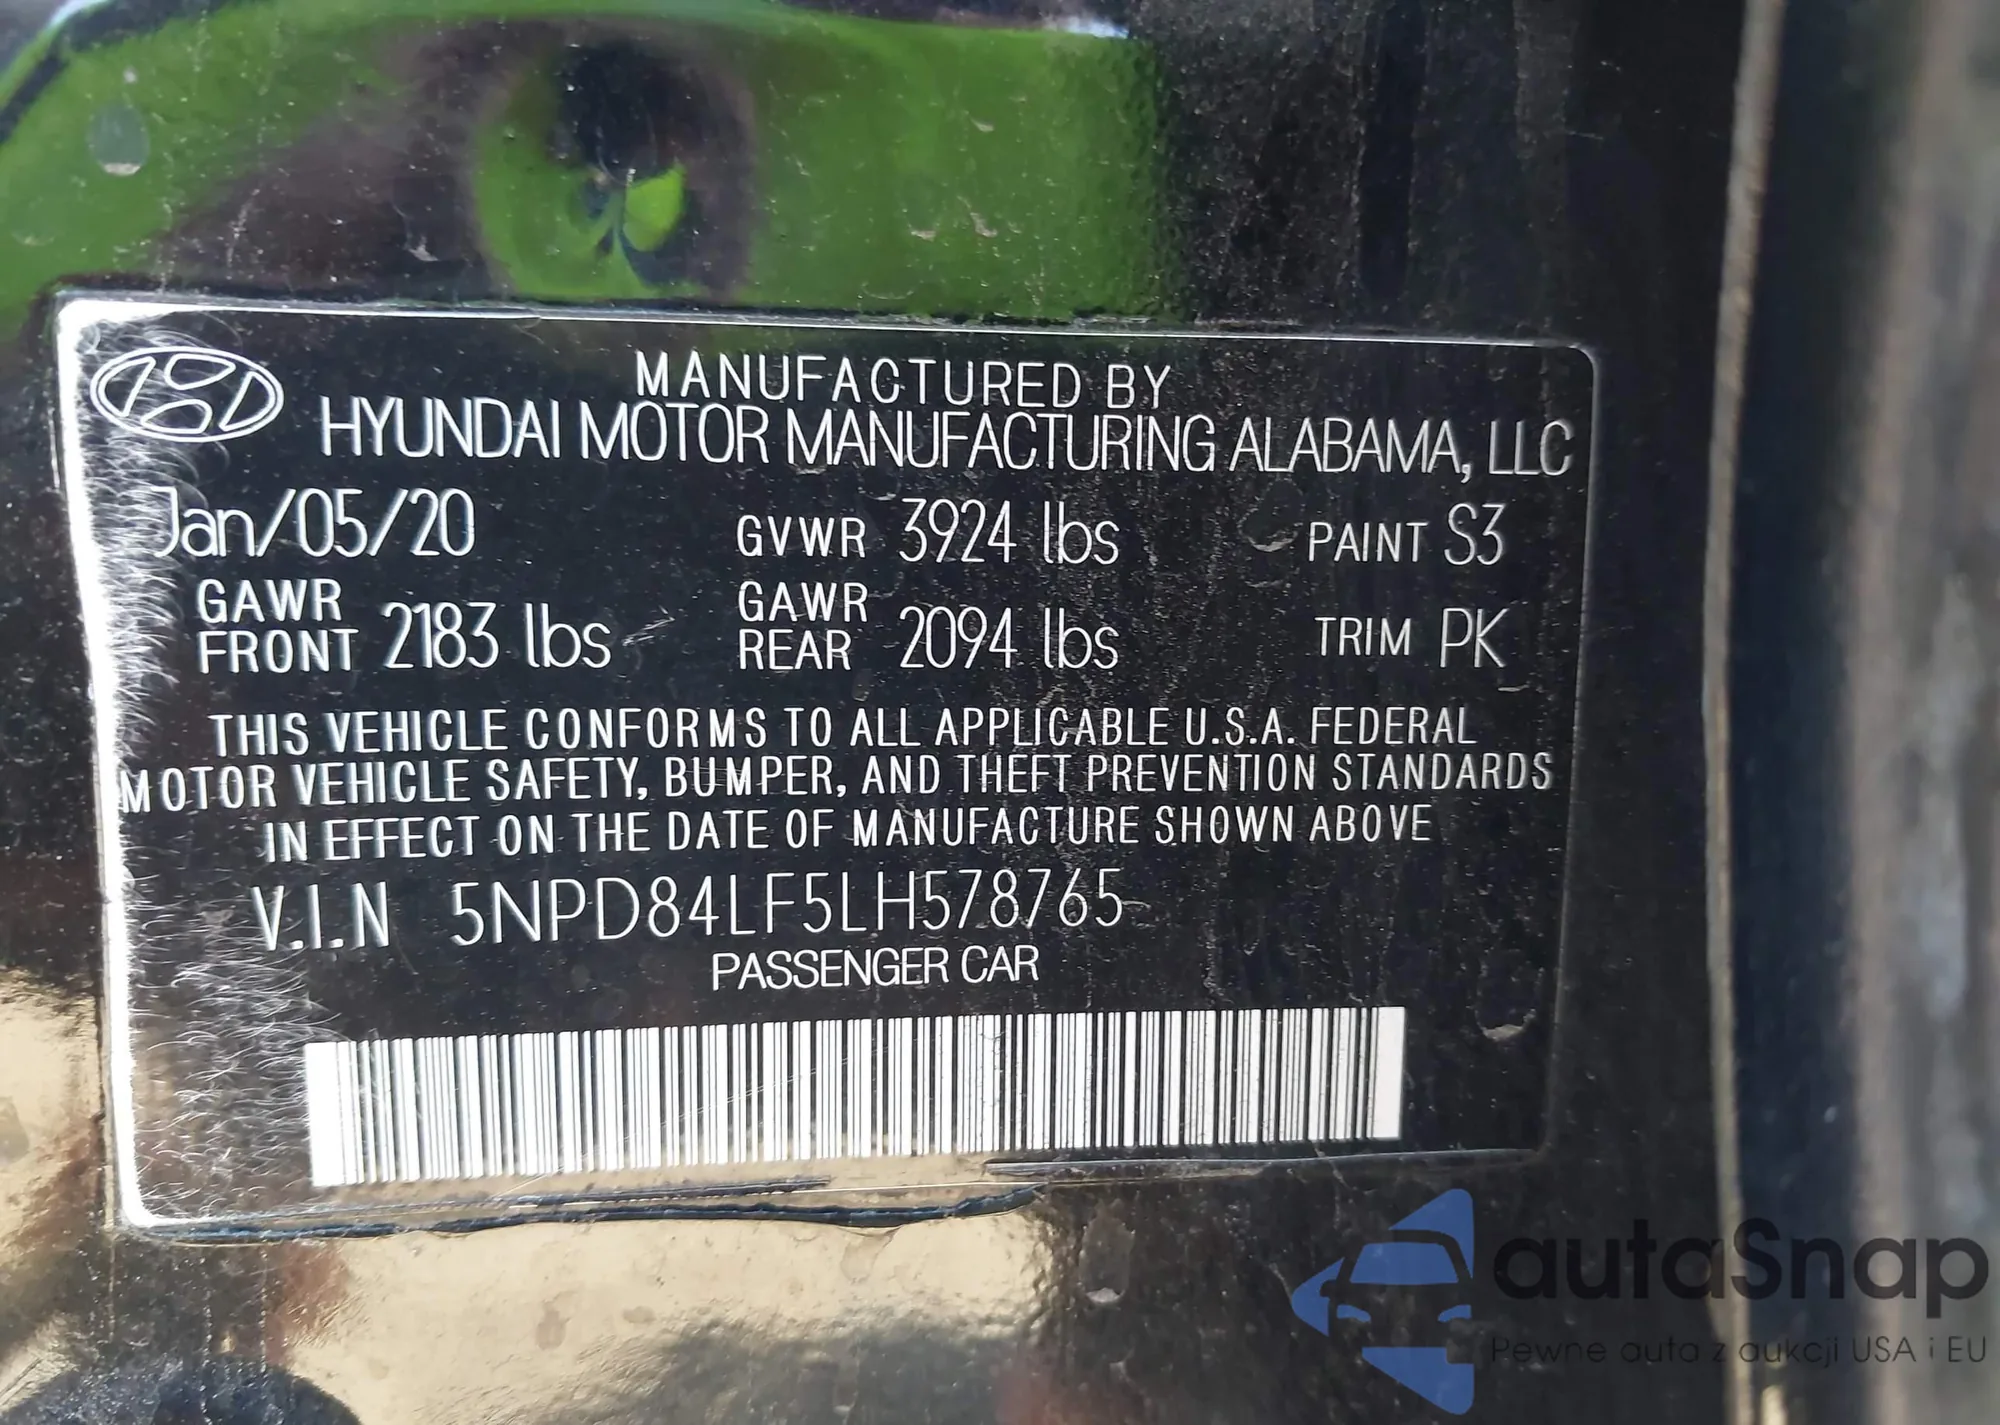 MANUFACTURED BY
HYUNDAI MOTOR MANUFACTURING ALABAMA, LLC
Jan/05/20 GVWR 3924 lbs PAINT S3
GAWR FRONT 2183 lbs GAWR REAR 2094 lbs TRIM PK
THIS VEHICLE CONFORMS TO ALL APPLICABLE U.S.A. FEDERAL
MOTOR VEHICLE SAFETY, BUMPER, AND THEFT PREVENTION STANDARDS
IN EFFECT ON THE DATE OF MANUFACTURE SHOWN ABOVE
V.I.N 5NPD84LF5LH578765
PASSENGER CAR
autaSnap
Pewne auta z aukcji USA i EU